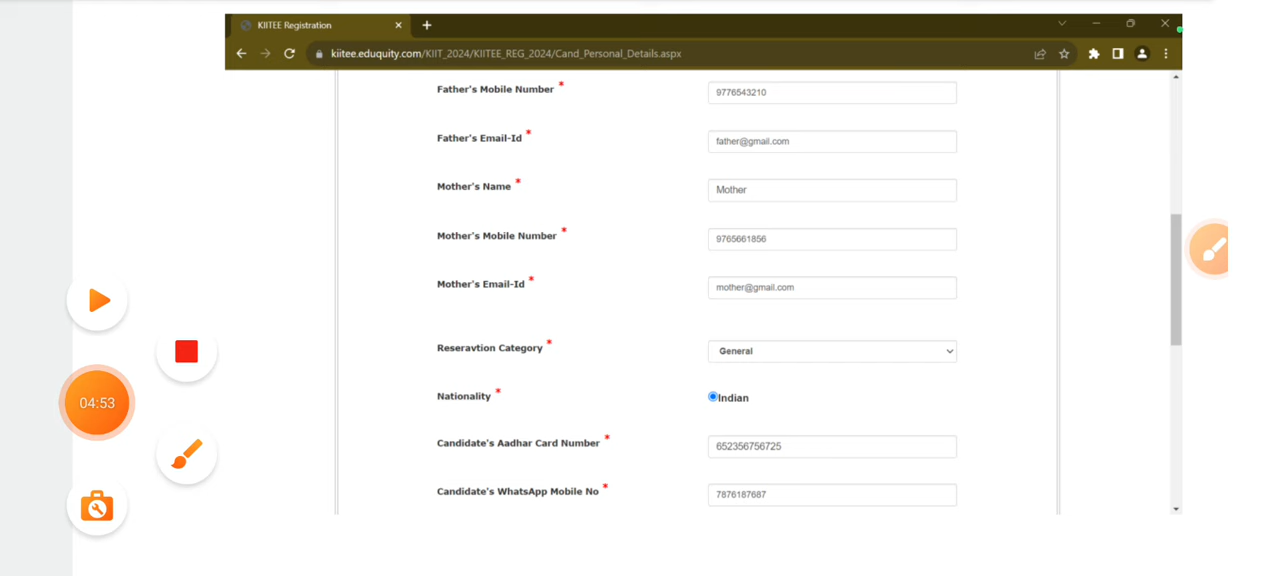 KIITEE Registration
kiitee.eduquity.com/KIIT_2024/KIITEE_REG_2024/Cand_Personal_Details.aspx
Father's Mobile Number * 9776543210
Father's Email-Id * father@gmail.com
Mother's Name * Mother
Mother's Mobile Number * 9765661856
Mother's Email-Id * mother@gmail.com
Reseravtion Category * General
Nationality * Indian
04:53
Candidate's Aadhar Card Number * 652356756725
Candidate's WhatsApp Mobile No * 7876187687